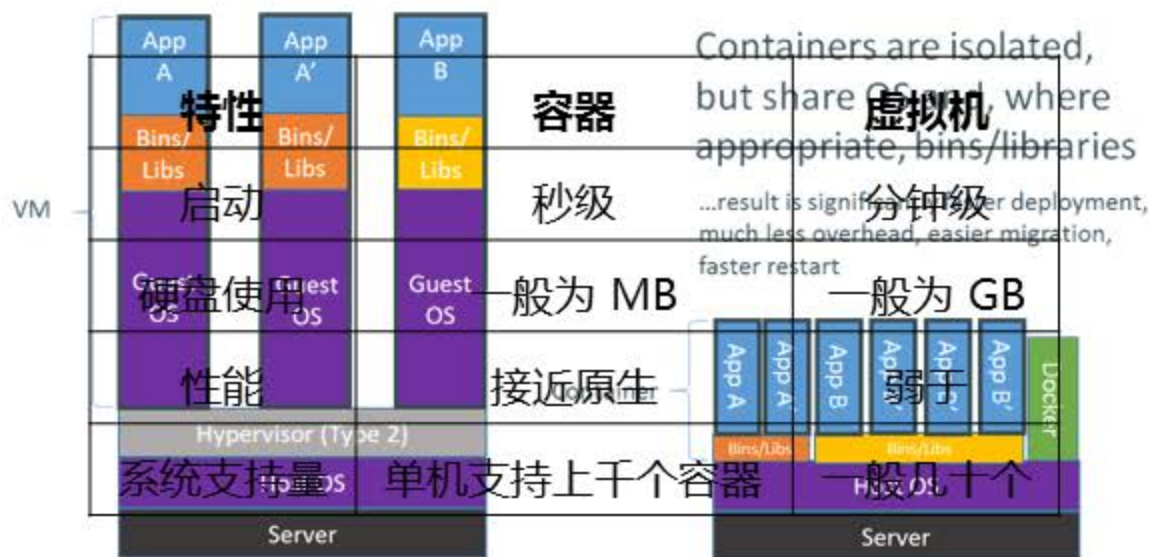 App A
App A'
App B
Bins/ Libs
Bins/ Libs
Bins/ Libs
VM
Guest OS
Guest OS
Guest OS
Hypervisor (Type 2)
Host OS
Server
Containers are isolated,
but share OS and, where
appropriate, bins/libraries
...result is significantly faster deployment,
much less overhead, easier migration,
faster restart
Container
App A
App A'
App B
App B'
App B'
App B'
Docker
Bins/Libs
Bins/Libs
Host OS
Server
特性 容器 虚拟机
启动 秒级 分钟级
硬盘使用 一般为 MB 一般为 GB
性能 接近原生 弱于
系统支持量 单机支持上千个容器 一般几十个